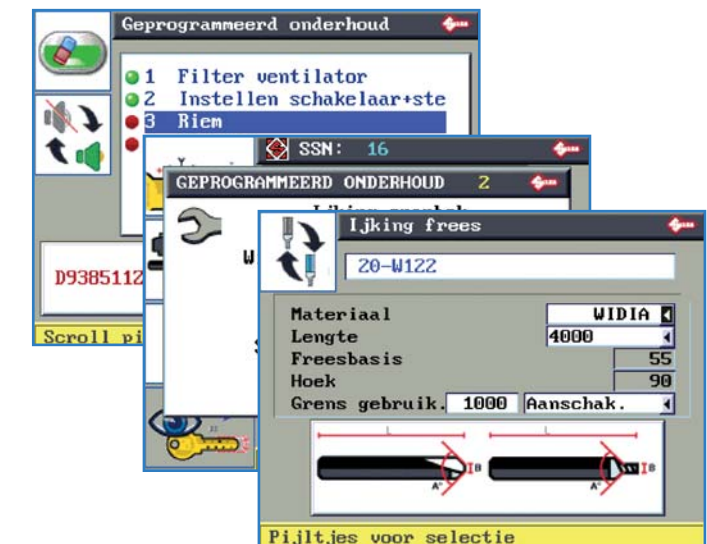 Geprogrammeerd onderhoud
1 Filter ventilator
2 Instellen schakelaar+ste
3 Riem
D938511Z
Scroll pi
SSN: 16
GEPROGRAMMEERD ONDERHOUD 2
W
Ijking frees
20-W122
Materiaal WIDIA
Lengte 4000
Freesbasis 55
Hoek 90
Grens gebruik. 1000 Aanschak.
L L
B B
A° A°
Pijltjes voor selectie